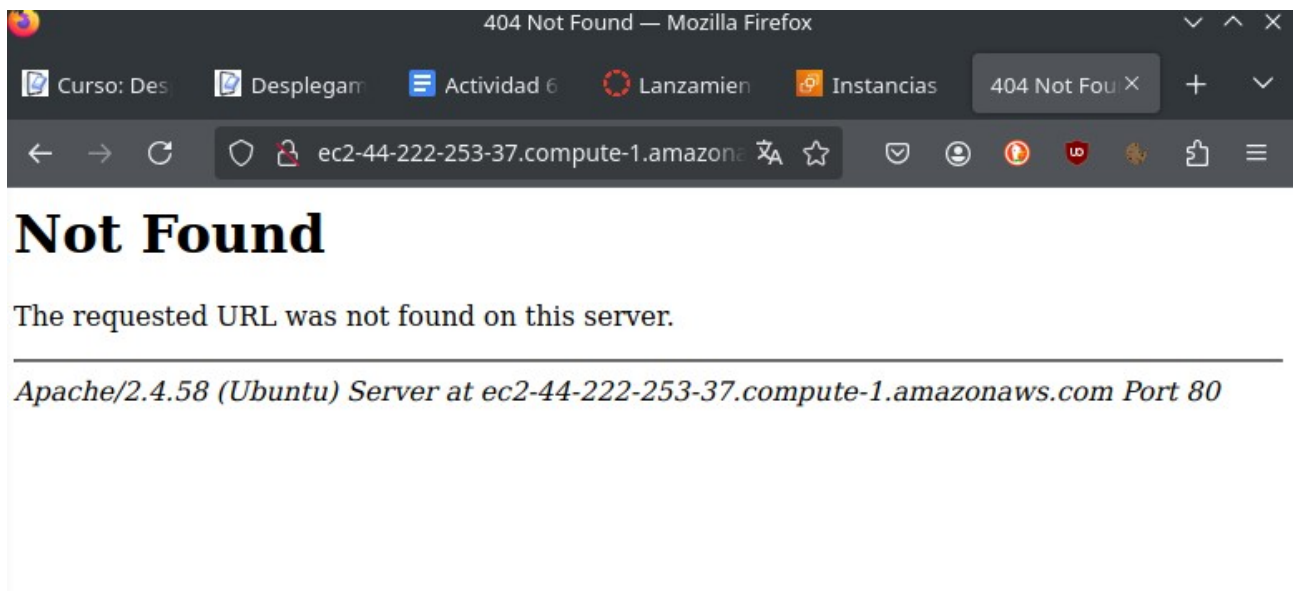 404 Not Found — Mozilla Firefox
Curso: Des
Desplegam
Actividad 6
Lanzamien
Instancias
404 Not Fou
ec2-44-222-253-37.compute-1.amazona
Not Found
The requested URL was not found on this server.
Apache/2.4.58 (Ubuntu) Server at ec2-44-222-253-37.compute-1.amazonaws.com Port 80